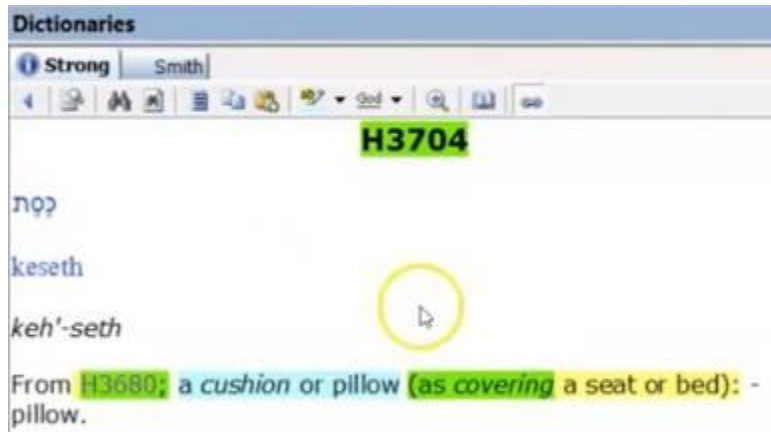 Dictionaries
Strong Smith
H3704
כֶּסֶת
keseth
keh'-seth
From H3680; a cushion or pillow (as covering a seat or bed): -
pillow.